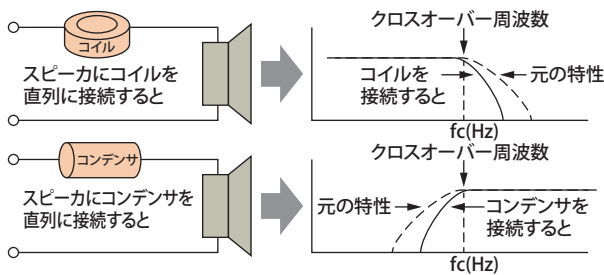 コイル
スピーカにコイルを
直列に接続すると
クロスオーバー周波数
コイルを
接続すると
元の特性
fc(Hz)
コンデンサ
スピーカにコンデンサを
直列に接続すると
クロスオーバー周波数
元の特性
コンデンサを
接続すると
fc(Hz)